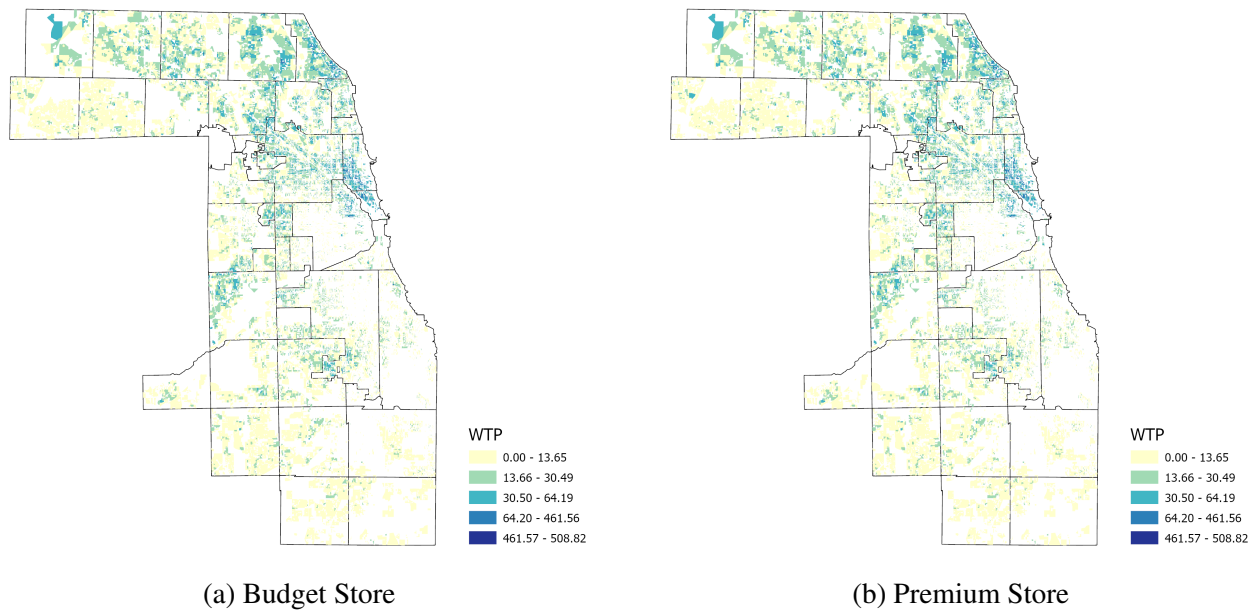 WTP
0.00 - 13.65
13.66 - 30.49
30.50 - 64.19
64.20 - 461.56
461.57 - 508.82
WTP
0.00 - 13.65
13.66 - 30.49
30.50 - 64.19
64.20 - 461.56
461.57 - 508.82
(a) Budget Store
(b) Premium Store